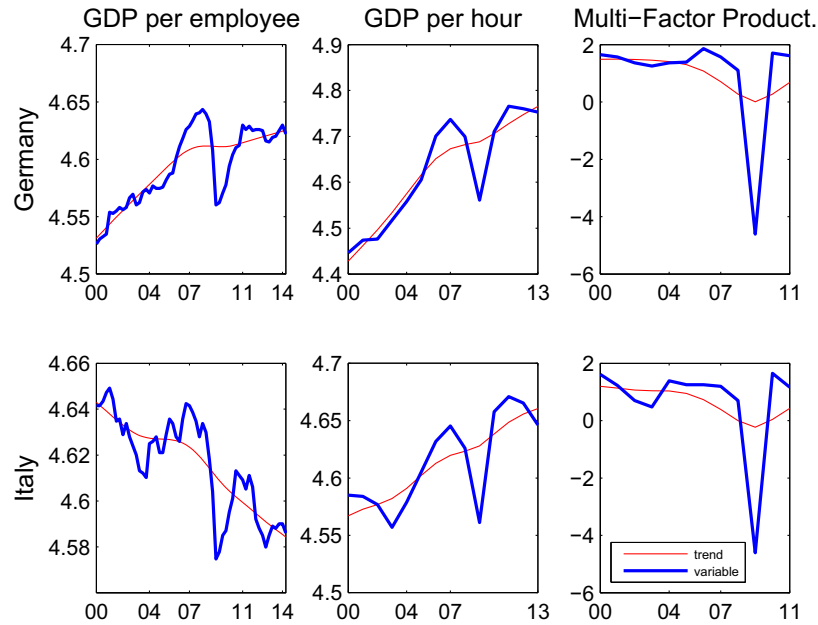 GDP per employee GDP per hour Multi−Factor Product.
Germany
4.7
4.65
4.6
4.55
4.5
00 04 07 11 14
4.9
4.8
4.7
4.6
4.5
4.4
00 04 07 13
2
0
−2
−4
−6
00 04 07 11
Italy
4.66
4.64
4.62
4.6
4.58
00 04 07 11 14
4.7
4.65
4.6
4.55
4.5
00 04 07 13
2
0
−2
−4
−6
00 04 07 11
trend
variable